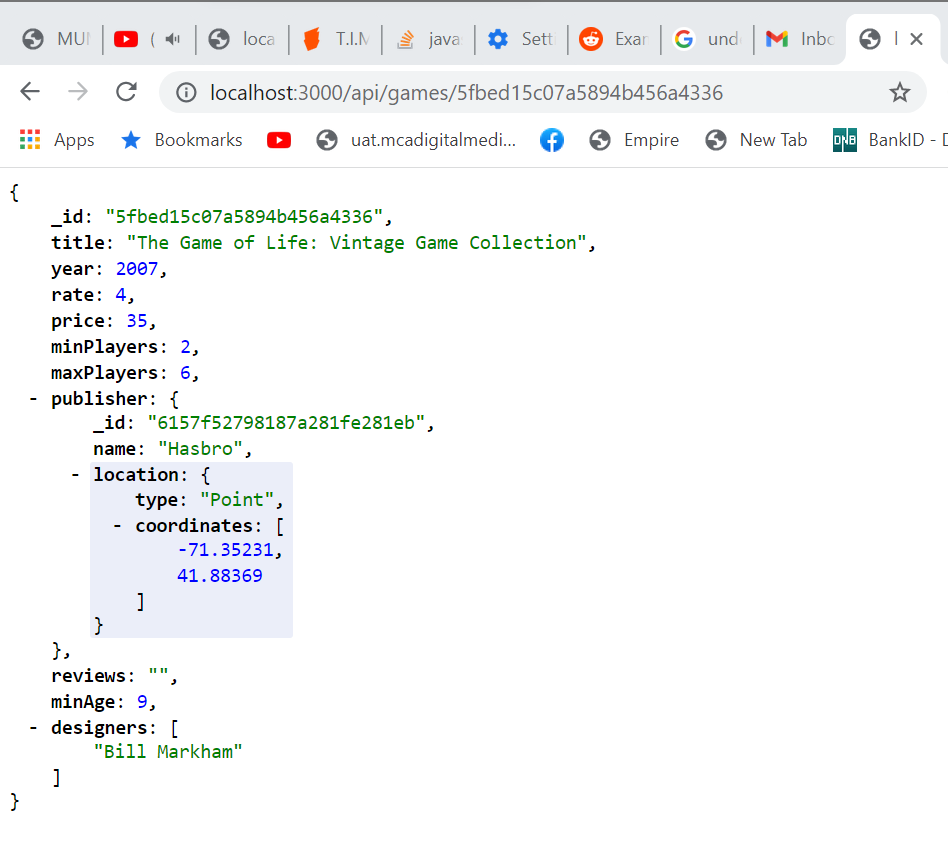 MUN ( loca T.I.M java Setti Exar und Inbo
localhost:3000/api/games/5fbed15c07a5894b456a4336
Apps Bookmarks uat.mcadigitalmedi... Empire New Tab DNB BankID - D
{
_id: "5fbed15c07a5894b456a4336",
title: "The Game of Life: Vintage Game Collection",
year: 2007,
rate: 4,
price: 35,
minPlayers: 2,
maxPlayers: 6,
- publisher: {
_id: "6157f52798187a281fe281eb",
name: "Hasbro",
- location: {
type: "Point",
- coordinates: [
-71.35231,
41.88369
]
}
},
reviews: "",
minAge: 9,
- designers: [
"Bill Markham"
]
}